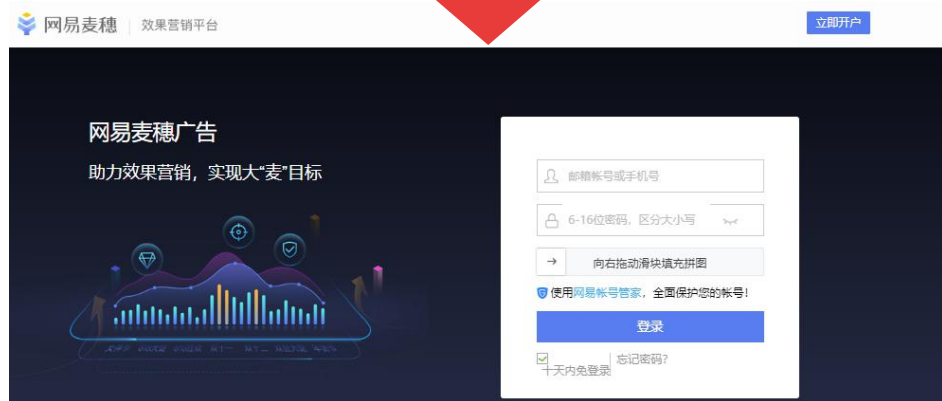 网易麦穗 效果营销平台
立即开户
网易麦穗广告
助力效果营销，实现大“麦”目标
邮箱帐号或手机号
6-16位密码，区分大小写
向右拖动滑块填充拼图
使用网易帐号管家，全面保护您的帐号!
登录
十天内免登录 忘记密码?